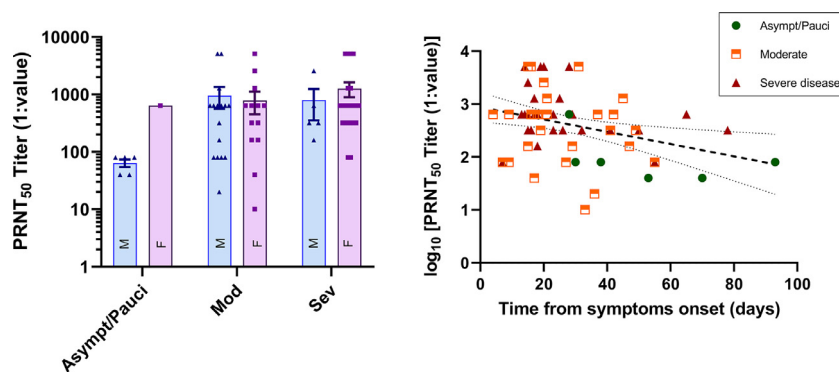 PRNT50 Titer (1:value)
10000
1000
100
10
1
M
F
M
F
M
F
Asympt/Pauci
Mod
Sev
Asympt/Pauci
Moderate
Severe disease
log10 [PRNT50 Titer (1:value)]
4
3
2
1
0
0
20
40
60
80
100
Time from symptoms onset (days)